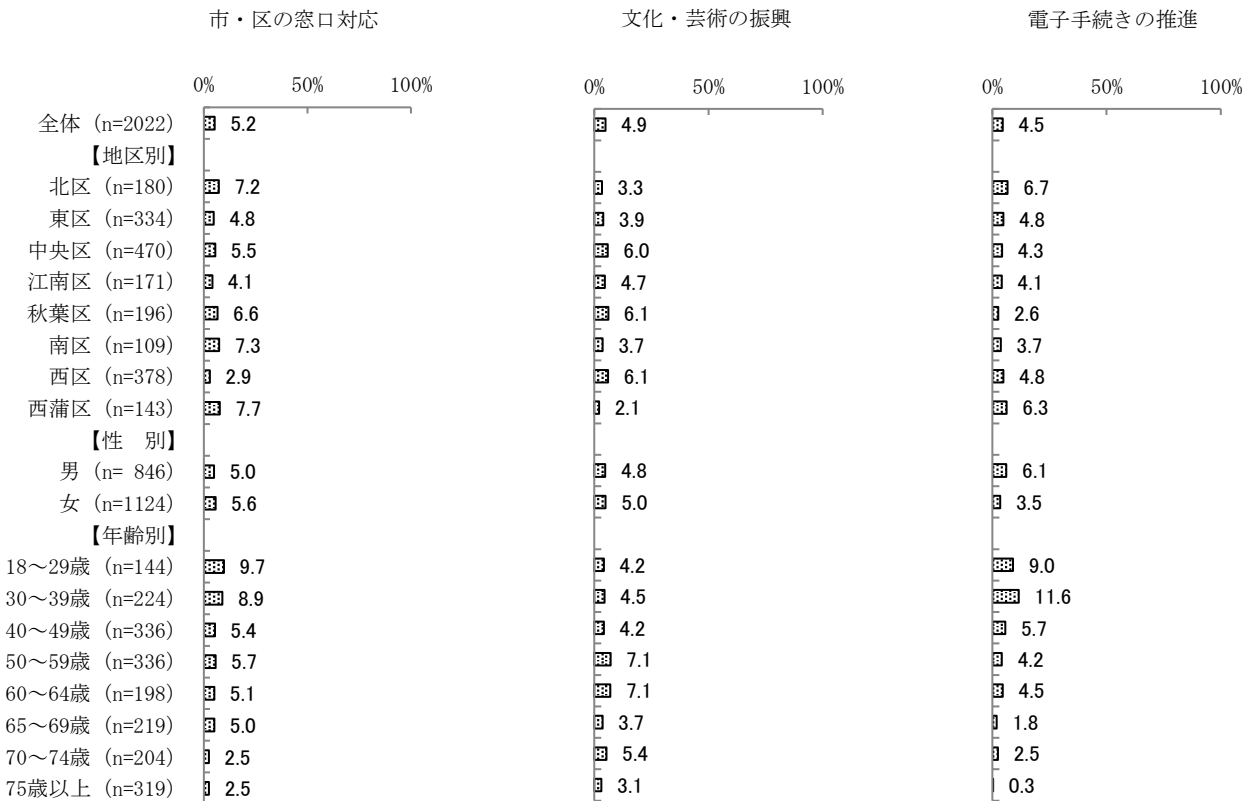 市・区の窓口対応 文化・芸術の振興 電子手続きの推進
0% 50% 100% 0% 50% 100% 0% 50% 100%
全体 (n=2022) 5.2 4.9 4.5
【地区別】
北区 (n=180) 7.2 3.3 6.7
東区 (n=334) 4.8 3.9 4.8
中央区 (n=470) 5.5 6.0 4.3
江南区 (n=171) 4.1 4.7 4.1
秋葉区 (n=196) 6.6 6.1 2.6
南区 (n=109) 7.3 3.7 3.7
西区 (n=378) 2.9 6.1 4.8
西蒲区 (n=143) 7.7 2.1 6.3
【性　別】
男 (n= 846) 5.0 4.8 6.1
女 (n=1124) 5.6 5.0 3.5
【年齢別】
18～29歳 (n=144) 9.7 4.2 9.0
30～39歳 (n=224) 8.9 4.5 11.6
40～49歳 (n=336) 5.4 4.2 5.7
50～59歳 (n=336) 5.7 7.1 4.2
60～64歳 (n=198) 5.1 7.1 4.5
65～69歳 (n=219) 5.0 3.7 1.8
70～74歳 (n=204) 2.5 5.4 2.5
75歳以上 (n=319) 2.5 3.1 0.3